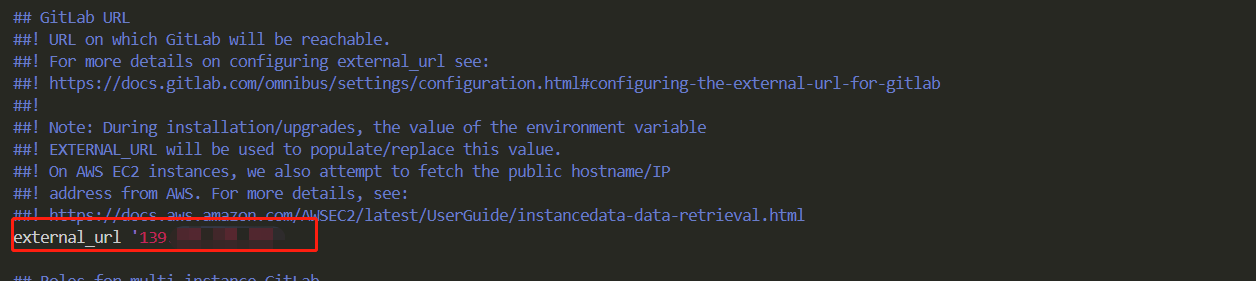 ## GitLab URL
##! URL on which GitLab will be reachable.
##! For more details on configuring external_url see:
##! https://docs.gitlab.com/omnibus/settings/configuration.html#configuring-the-external-url-for-gitlab
##!
##! Note: During installation/upgrades, the value of the environment variable
##! EXTERNAL_URL will be used to populate/replace this value.
##! On AWS EC2 instances, we also attempt to fetch the public hostname/IP
##! address from AWS. For more details, see:
##! https://docs.aws.amazon.com/AWSEC2/latest/UserGuide/instancedata-data-retrieval.html
external_url '139
## Roles for multi-instance GitLab